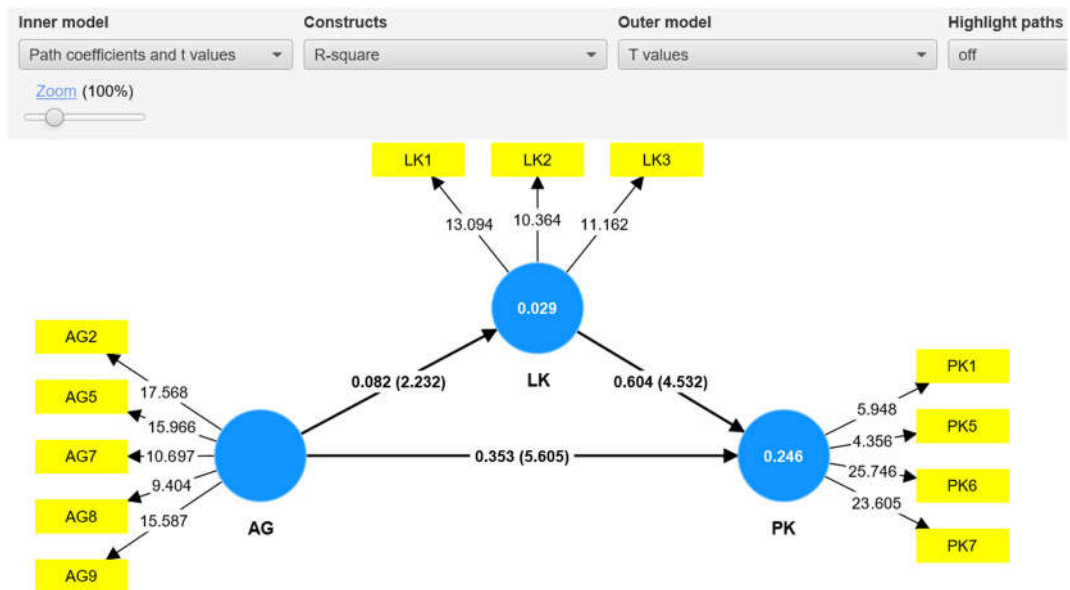 Inner model Constructs Outer model Highlight paths
Path coefficients and t values R-square T values off
Zoom (100%)
LK1 LK2 LK3
13.094 10.364 11.162
0.029
LK
AG2
AG5
AG7
AG8
AG9
17.568
15.966
10.697
9.404
15.587
AG
0.082 (2.232)
0.604 (4.532)
0.353 (5.605)
0.246
PK
5.948
4.356
25.746
23.605
PK1
PK5
PK6
PK7